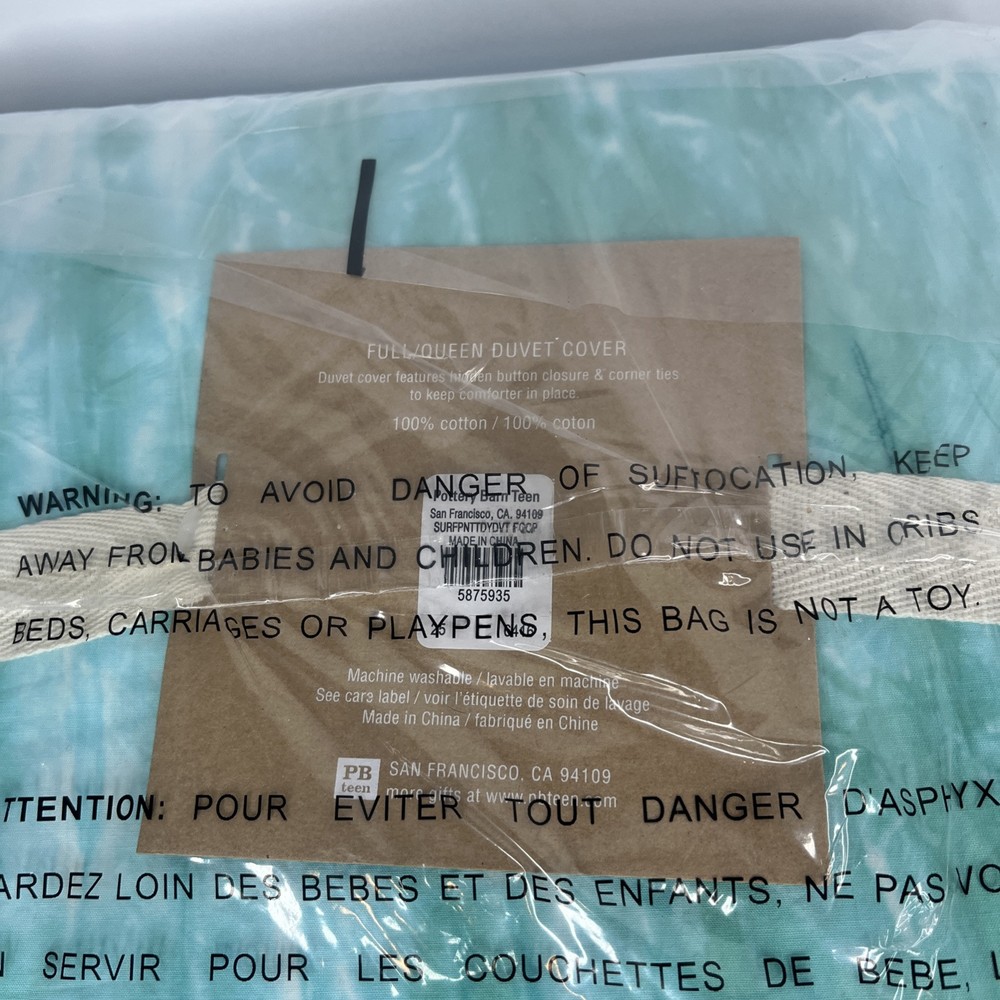 FULL/QUEEN DUVET COVER
Duvet cover features hidden button closure & corner ties
to keep comforter in place.
100% cotton / 100% coton
WARNING: TO AVOID DANGER OF SUFFOCATION, KEEP
AWAY FROM BABIES AND CHILDREN. DO NOT USE IN CRIBS
BEDS, CARRIAGES OR PLAYPENS, THIS BAG IS NOT A TOY.
Pottery Barn Teen
San Francisco, CA. 94109
SURFPNTTDYDVT FQQP
MADE IN CHINA
5875935
Machine washable / lavable en machine
See care label / voir l'étiquette de soin de lavage
Made in China / fabriqué en Chine
PB
teen
SAN FRANCISCO, CA 94109
more gifts at www.pbteen.com
TTENTION: POUR EVITER TOUT DANGER D'ASPHYX
ARDEZ LOIN DES BEBES ET DES ENFANTS, NE PAS VO
SERVIR POUR LES COUCHETTES DE BEBE,